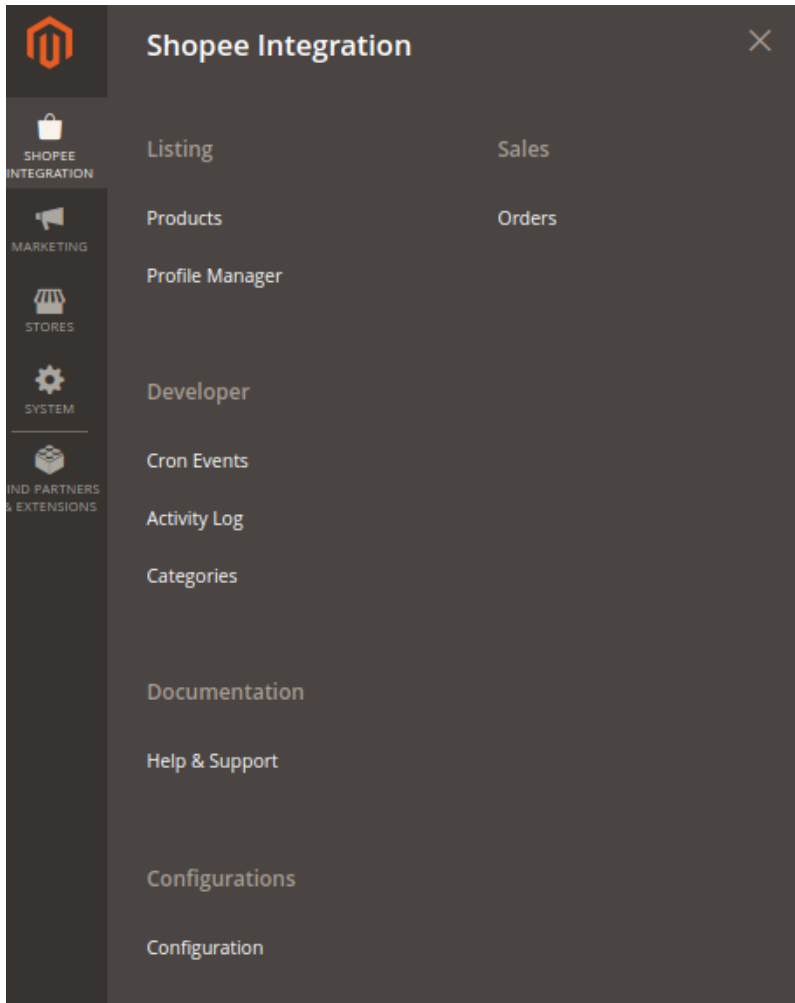 Shopee Integration
SHOPEE
INTEGRATION
MARKETING
STORES
SYSTEM
IND PARTNERS
& EXTENSIONS
Listing
Products
Profile Manager
Sales
Orders
Developer
Cron Events
Activity Log
Categories
Documentation
Help & Support
Configurations
Configuration